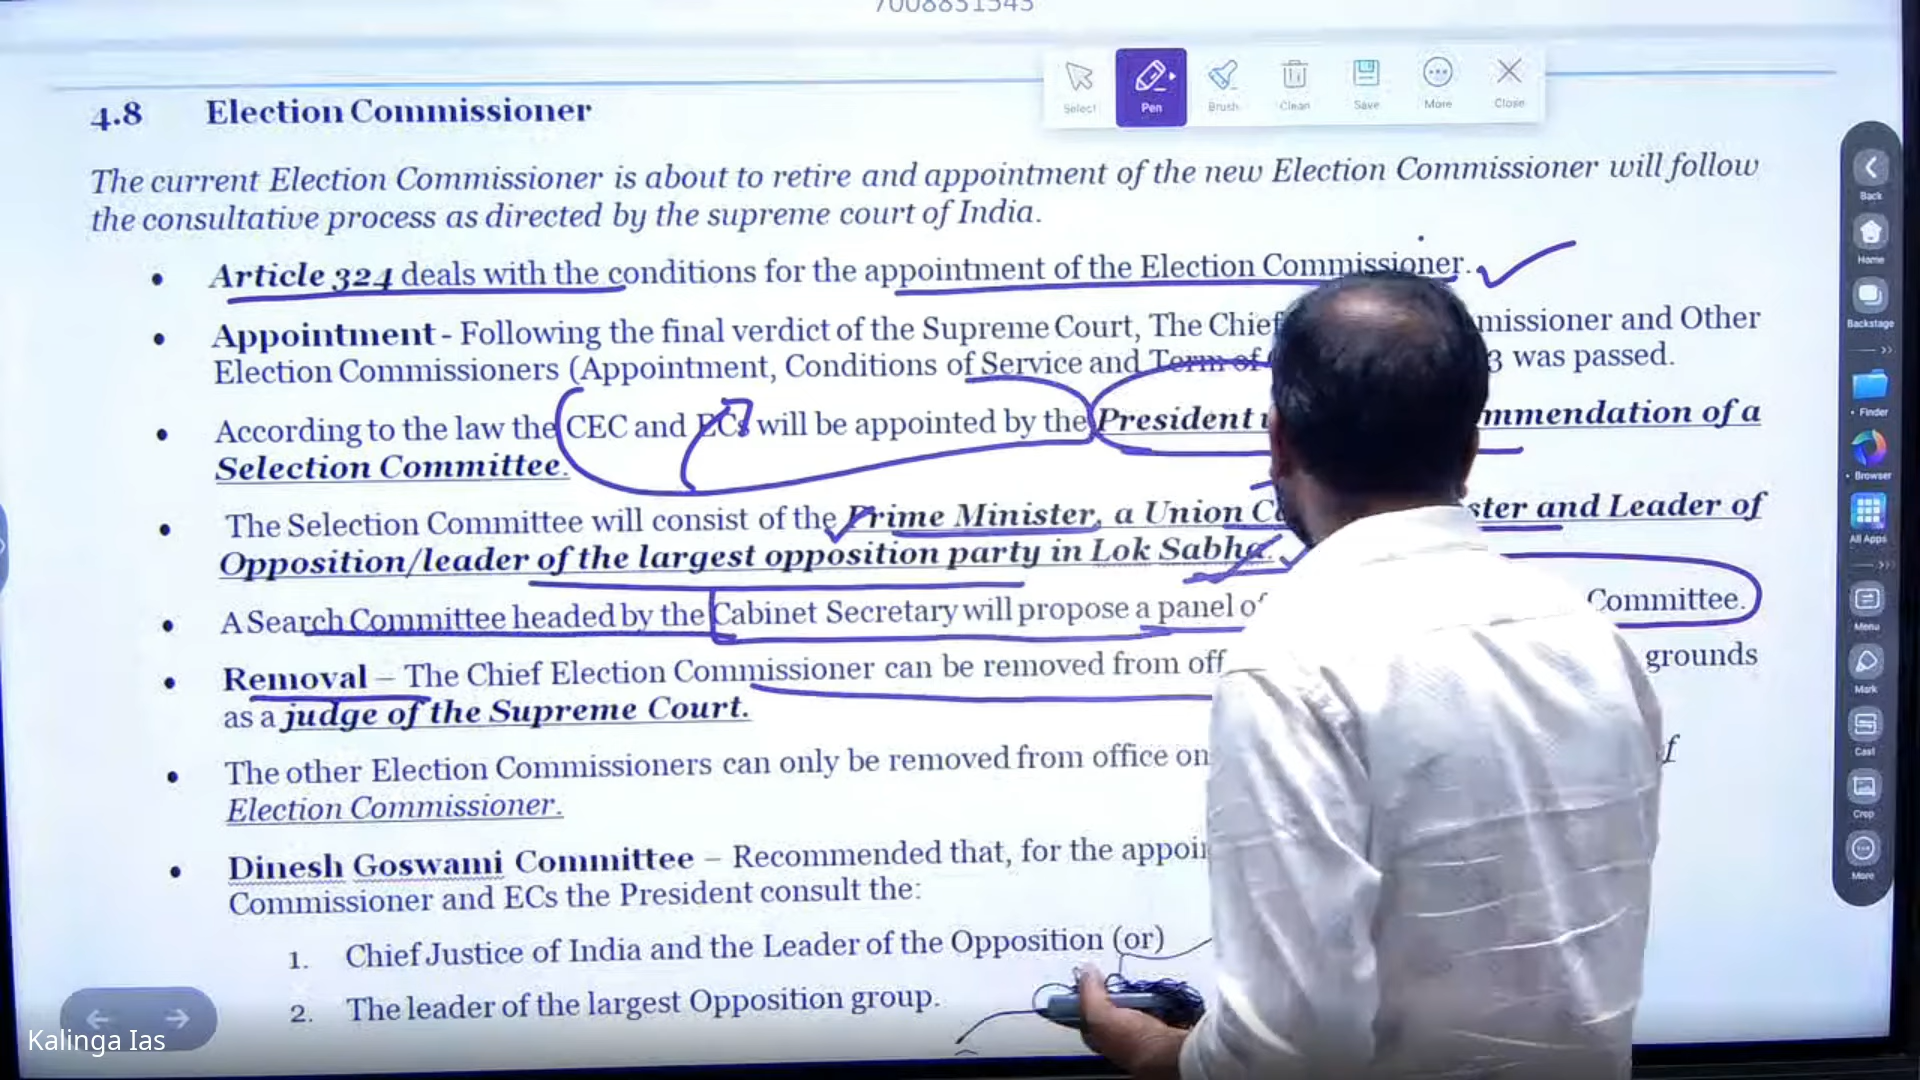 7008851543
Select
Pen
Brush
Clean
Save
More
Close
4.8 Election Commissioner
The current Election Commissioner is about to retire and appointment of the new Election Commissioner will follow
the consultative process as directed by the supreme court of India.
• Article 324 deals with the conditions for the appointment of the Election Commissioner.
• Appointment - Following the final verdict of the Supreme Court, The Chief missioner and Other
Election Commissioners (Appointment, Conditions of Service and Term of 3 was passed.
• According to the law the CEC and ECs will be appointed by the President mmendation of a
Selection Committee.
• The Selection Committee will consist of the Prime Minister, a Union C ster and Leader of
Opposition/leader of the largest opposition party in Lok Sabha.
• A Search Committee headed by the Cabinet Secretary will propose a panel of Committee.
• Removal – The Chief Election Commissioner can be removed from off grounds
as a judge of the Supreme Court.
• The other Election Commissioners can only be removed from office on f
Election Commissioner.
• Dinesh Goswami Committee – Recommended that, for the appoin
Commissioner and ECs the President consult the:
1. Chief Justice of India and the Leader of the Opposition (or)
2. The leader of the largest Opposition group.
Back
Home
Backstage
Finder
Browser
All Apps
Menu
Mark
Cast
Crop
More
Kalinga Ias